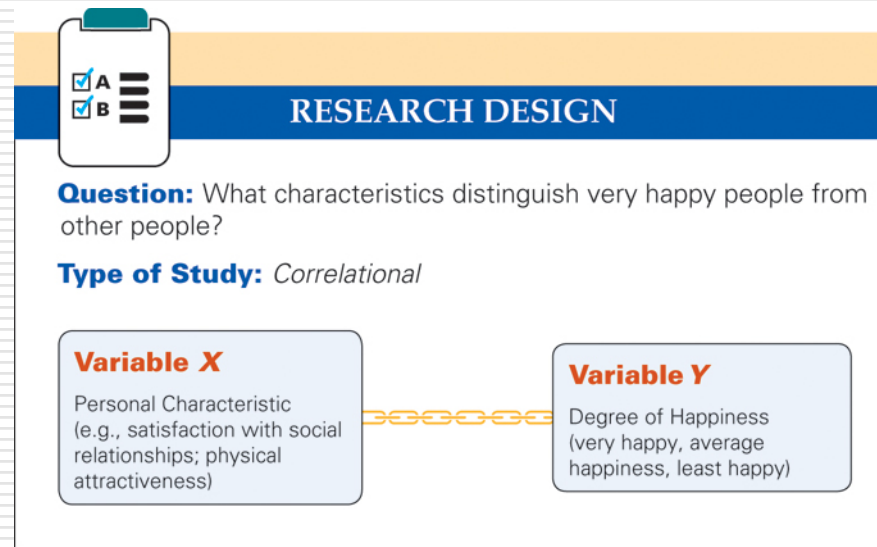 A
B
RESEARCH DESIGN
Question: What characteristics distinguish very happy people from
other people?
Type of Study: Correlational
Variable X
Personal Characteristic
(e.g., satisfaction with social
relationships; physical
attractiveness)
Variable Y
Degree of Happiness
(very happy, average
happiness, least happy)